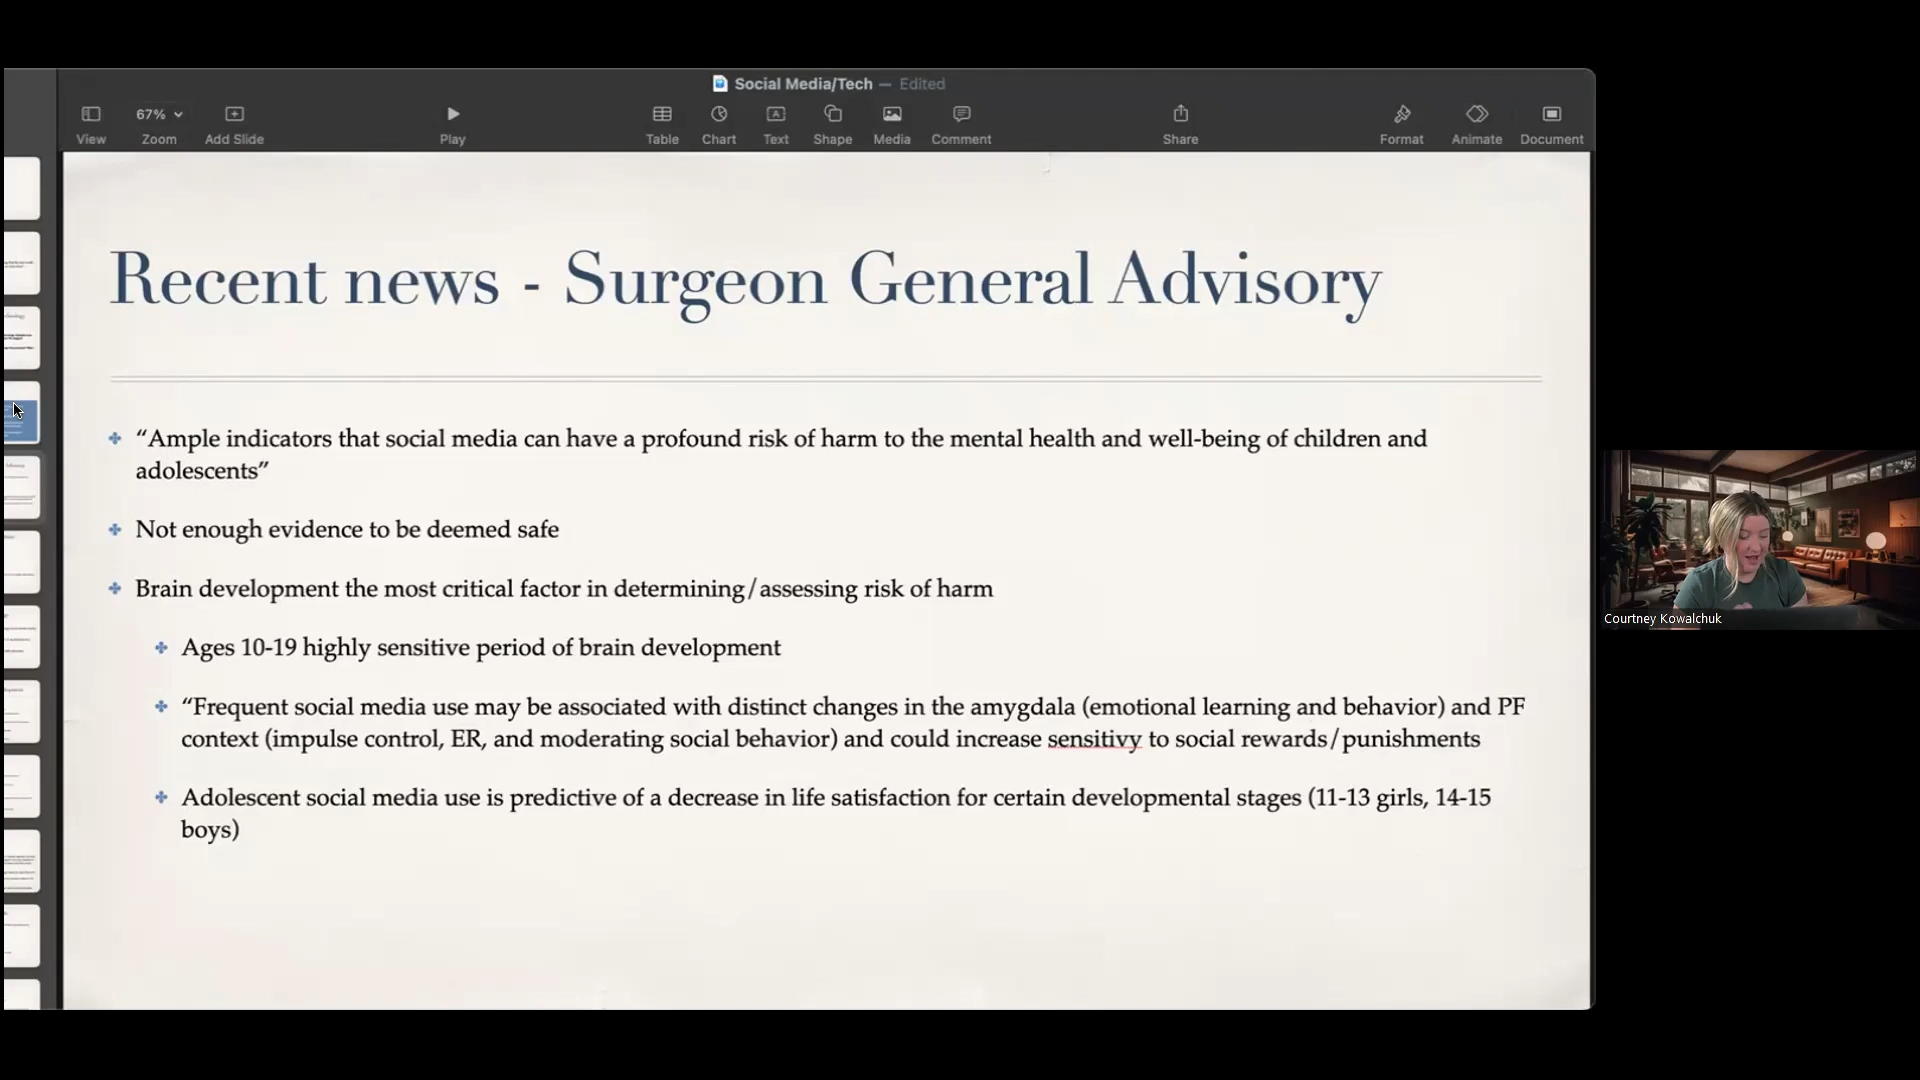 Social Media/Tech — Edited
67%
View
Zoom
Add Slide
Play
Table
Chart
Text
Shape
Media
Comment
Share
Format
Animate
Document
Recent news - Surgeon General Advisory
“Ample indicators that social media can have a profound risk of harm to the mental health and well-being of children and
adolescents”
Not enough evidence to be deemed safe
Brain development the most critical factor in determining/assessing risk of harm
Ages 10-19 highly sensitive period of brain development
“Frequent social media use may be associated with distinct changes in the amygdala (emotional learning and behavior) and PF
context (impulse control, ER, and moderating social behavior) and could increase sensitivy to social rewards/punishments
Adolescent social media use is predictive of a decrease in life satisfaction for certain developmental stages (11-13 girls, 14-15
boys)
Courtney Kowalchuk